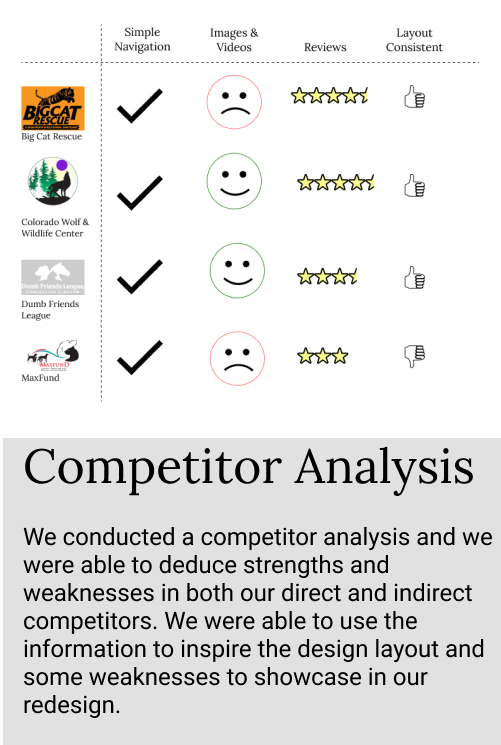 Simple
Navigation
Images &
Videos
Reviews
Layout
Consistent
BIGCAT
RESCUE
Big Cat Rescue
Colorado Wolf &
Wildlife Center
Dumb Friends League
Dumb Friends
League
MAXFUND
MaxFund
Competitor Analysis
We conducted a competitor analysis and we
were able to deduce strengths and
weaknesses in both our direct and indirect
competitors. We were able to use the
information to inspire the design layout and
some weaknesses to showcase in our
redesign.